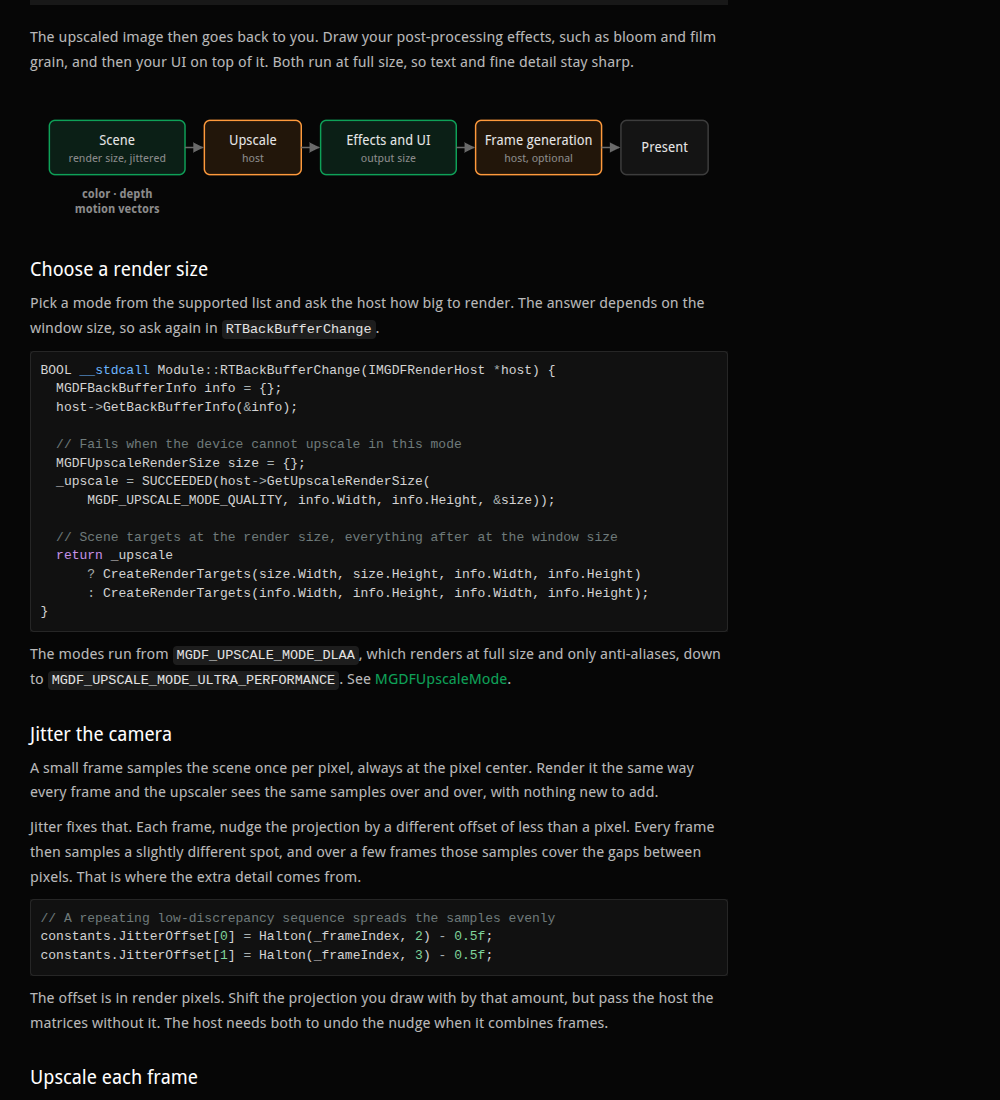 The upscaled image then goes back to you. Draw your post-processing effects, such as bloom and film
grain, and then your UI on top of it. Both run at full size, so text and fine detail stay sharp.
Scene
render size, jittered
Upscale
host
Effects and UI
output size
Frame generation
host, optional
Present
color · depth
motion vectors
Choose a render size
Pick a mode from the supported list and ask the host how big to render. The answer depends on the
window size, so ask again in RTBackBufferChange.
BOOL __stdcall Module::RTBackBufferChange(IMGDFRenderHost *host) {
  MGDFBackBufferInfo info = {};
  host->GetBackBufferInfo(&info);
  // Fails when the device cannot upscale in this mode
  MGDFUpscaleRenderSize size = {};
  _upscale = SUCCEEDED(host->GetUpscaleRenderSize(
      MGDF_UPSCALE_MODE_QUALITY, info.Width, info.Height, &size));
  // Scene targets at the render size, everything after at the window size
  return _upscale
      ? CreateRenderTargets(size.Width, size.Height, info.Width, info.Height)
      : CreateRenderTargets(info.Width, info.Height, info.Width, info.Height);
}
The modes run from MGDF_UPSCALE_MODE_DLAA, which renders at full size and only anti-aliases, down
to MGDF_UPSCALE_MODE_ULTRA_PERFORMANCE. See MGDFUpscaleMode.
Jitter the camera
A small frame samples the scene once per pixel, always at the pixel center. Render it the same way
every frame and the upscaler sees the same samples over and over, with nothing new to add.
Jitter fixes that. Each frame, nudge the projection by a different offset of less than a pixel. Every frame
then samples a slightly different spot, and over a few frames those samples cover the gaps between
pixels. That is where the extra detail comes from.
// A repeating low-discrepancy sequence spreads the samples evenly
constants.JitterOffset[0] = Halton(_frameIndex, 2) - 0.5f;
constants.JitterOffset[1] = Halton(_frameIndex, 3) - 0.5f;
The offset is in render pixels. Shift the projection you draw with by that amount, but pass the host the
matrices without it. The host needs both to undo the nudge when it combines frames.
Upscale each frame